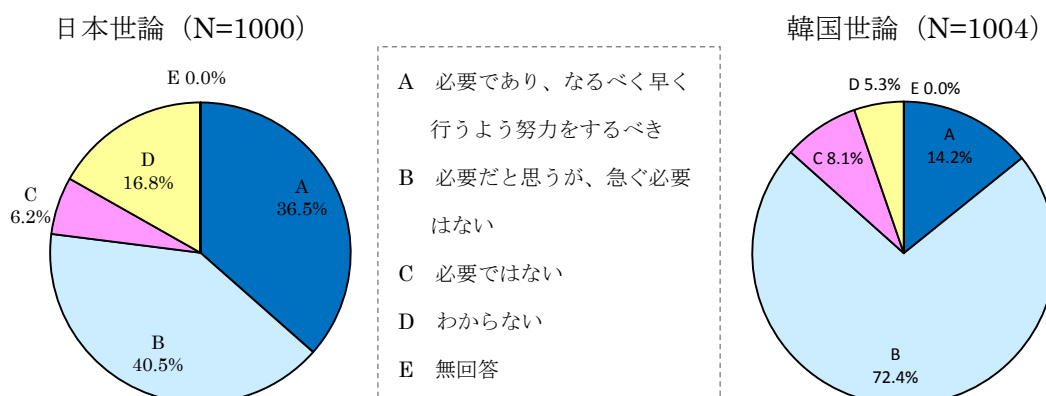 日本世論（N=1000）
E 0.0%
D
16.8%
C
6.2%
A
36.5%
B
40.5%
A 必要であり、なるべく早く
行うよう努力をするべき
B 必要だと思うが、急ぐ必要
はない
C 必要ではない
D わからない
E 無回答
韓国世論（N=1004）
D 5.3%
E 0.0%
C 8.1%
A
14.2%
B
72.4%